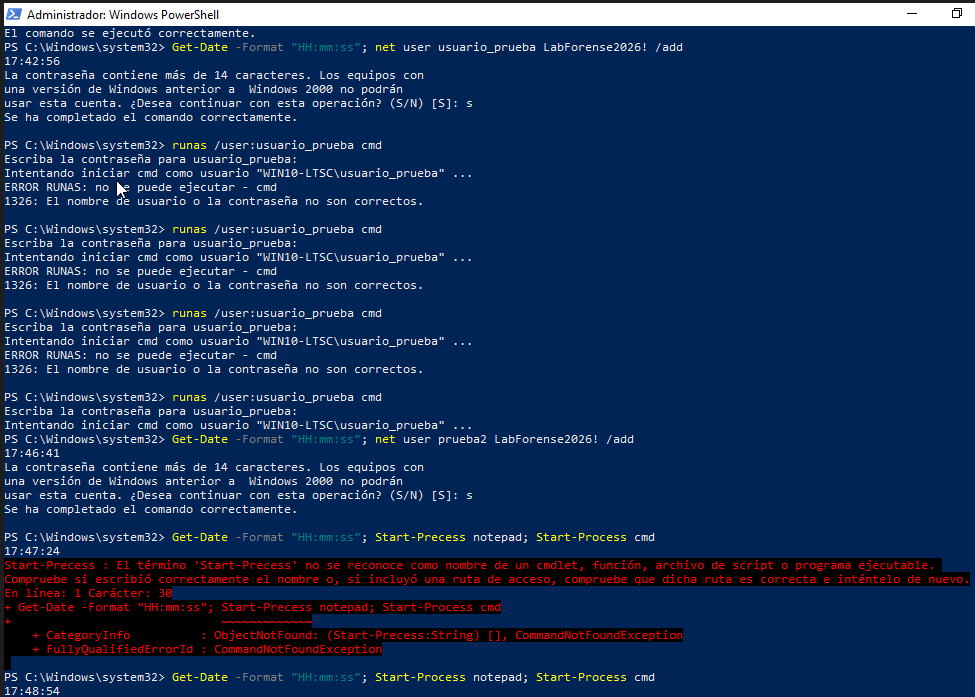 Administrador: Windows PowerShell
El comando se ejecutó correctamente.
PS C:\Windows\system32> Get-Date -Format "HH:mm:ss"; net user usuario_prueba LabForense2026! /add
17:42:56
La contraseña contiene más de 14 caracteres. Los equipos con
una versión de Windows anterior a  Windows 2000 no podrán
usar esta cuenta. ¿Desea continuar con esta operación? (S/N) [S]: s
Se ha completado el comando correctamente.
PS C:\Windows\system32> runas /user:usuario_prueba cmd
Escriba la contraseña para usuario_prueba:
Intentando iniciar cmd como usuario "WIN10-LTSC\usuario_prueba" ...
ERROR RUNAS: no se puede ejecutar - cmd
1326: El nombre de usuario o la contraseña no son correctos.
PS C:\Windows\system32> runas /user:usuario_prueba cmd
Escriba la contraseña para usuario_prueba:
Intentando iniciar cmd como usuario "WIN10-LTSC\usuario_prueba" ...
ERROR RUNAS: no se puede ejecutar - cmd
1326: El nombre de usuario o la contraseña no son correctos.
PS C:\Windows\system32> runas /user:usuario_prueba cmd
Escriba la contraseña para usuario_prueba:
Intentando iniciar cmd como usuario "WIN10-LTSC\usuario_prueba" ...
ERROR RUNAS: no se puede ejecutar - cmd
1326: El nombre de usuario o la contraseña no son correctos.
PS C:\Windows\system32> runas /user:usuario_prueba cmd
Escriba la contraseña para usuario_prueba:
Intentando iniciar cmd como usuario "WIN10-LTSC\usuario_prueba" ...
PS C:\Windows\system32> Get-Date -Format "HH:mm:ss"; net user prueba2 LabForense2026! /add
17:46:41
La contraseña contiene más de 14 caracteres. Los equipos con
una versión de Windows anterior a  Windows 2000 no podrán
usar esta cuenta. ¿Desea continuar con esta operación? (S/N) [S]: s
Se ha completado el comando correctamente.
PS C:\Windows\system32> Get-Date -Format "HH:mm:ss"; Start-Precess notepad; Start-Process cmd
17:47:24
Start-Precess : El término 'Start-Precess' no se reconoce como nombre de un cmdlet, función, archivo de script o programa ejecutable.
Compruebe si escribió correctamente el nombre o, si incluyó una ruta de acceso, compruebe que dicha ruta es correcta e inténtelo de nuevo.
En línea: 1 Carácter: 30
+ Get-Date -Format "HH:mm:ss"; Start-Precess notepad; Start-Process cmd
+                              ~~~~~~~~~~~~~
    + CategoryInfo          : ObjectNotFound: (Start-Precess:String) [], CommandNotFoundException
    + FullyQualifiedErrorId : CommandNotFoundException
PS C:\Windows\system32> Get-Date -Format "HH:mm:ss"; Start-Process notepad; Start-Process cmd
17:48:54